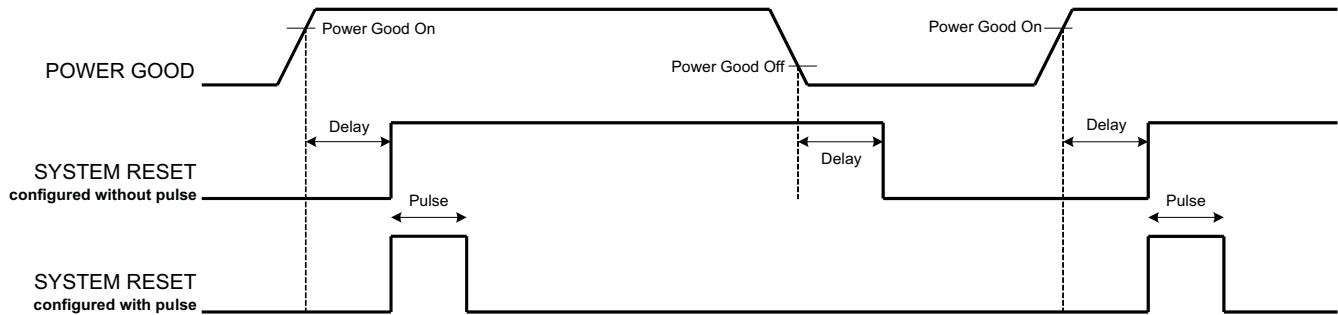 Power Good On
Power Good On
POWER GOOD
Power Good Off
Delay
Delay
Delay
SYSTEM RESET
configured without pulse
Pulse
Pulse
SYSTEM RESET
configured with pulse